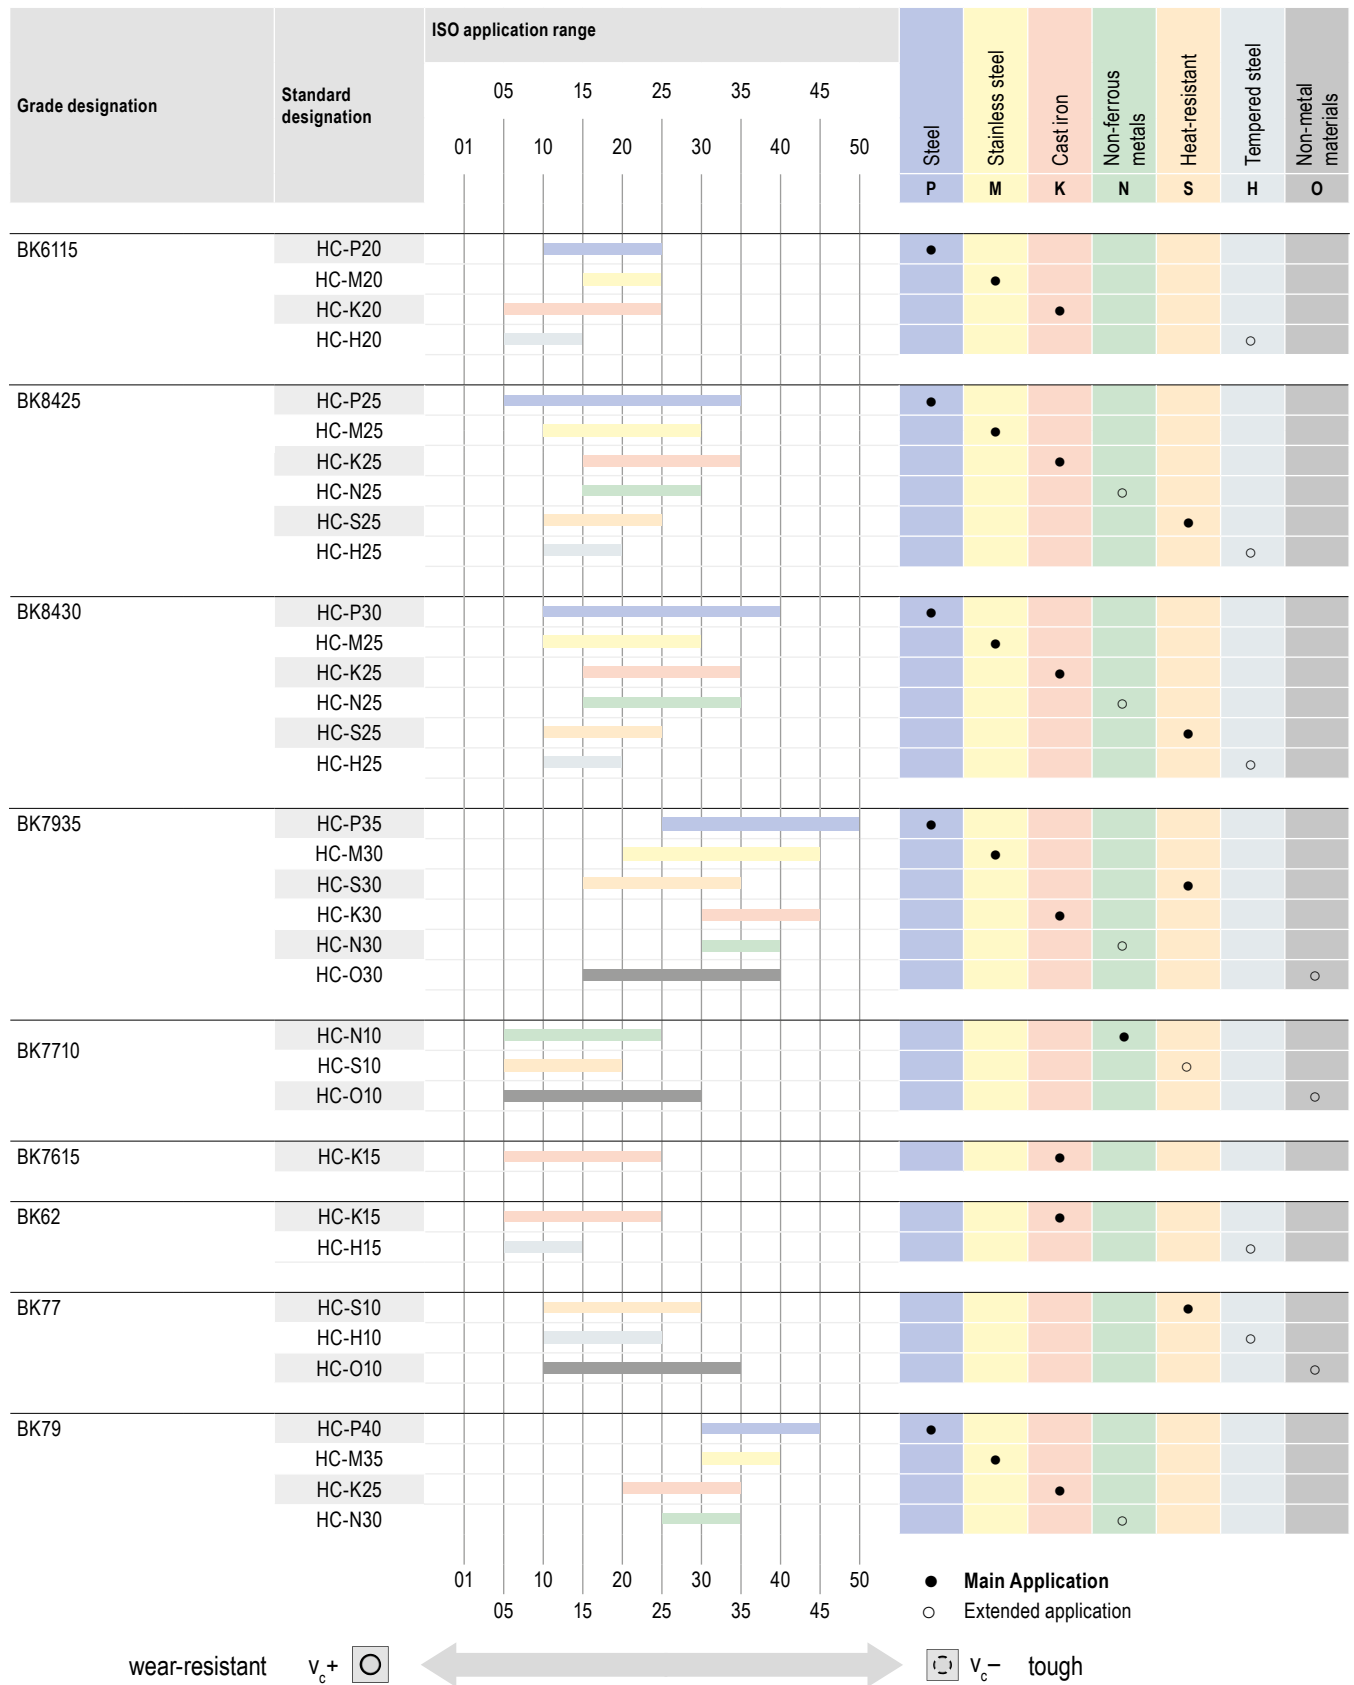 ISO application range
Grade designation
Standard
designation
05 15 25 35 45
01 10 20 30 40 50
Steel
Stainless steel
Cast iron
Non-ferrous
metals
Heat-resistant
Tempered steel
Non-metal
materials
P M K N S H O
BK6115 HC-P20
HC-M20
HC-K20
HC-H20
BK8425 HC-P25
HC-M25
HC-K25
HC-N25
HC-S25
HC-H25
BK8430 HC-P30
HC-M25
HC-K25
HC-N25
HC-S25
HC-H25
BK7935 HC-P35
HC-M30
HC-S30
HC-K30
HC-N30
HC-O30
BK7710 HC-N10
HC-S10
HC-O10
BK7615 HC-K15
BK62 HC-K15
HC-H15
BK77 HC-S10
HC-H10
HC-O10
BK79 HC-P40
HC-M35
HC-K25
HC-N30
01 10 20 30 40 50
05 15 25 35 45
● Main Application
○ Extended application
wear-resistant vc+
vc– tough